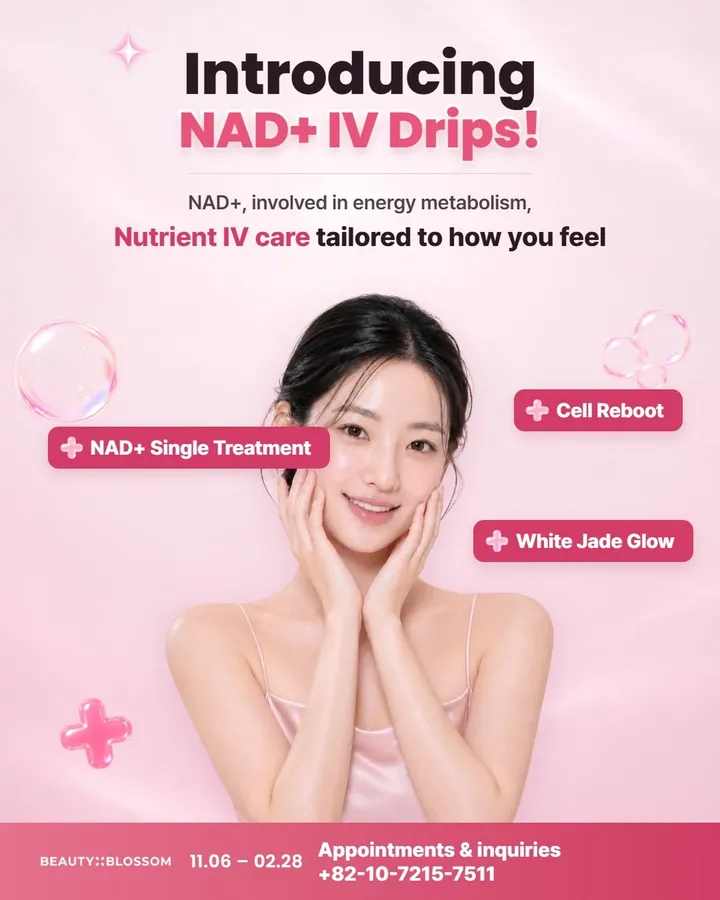 Introducing
NAD+ IV Drips!
NAD+, involved in energy metabolism,
Nutrient IV care tailored to how you feel
Cell Reboot
NAD+ Single Treatment
White Jade Glow
BEAUTY::BLOSSOM
11.06 – 02.28
Appointments & inquiries
+82-10-7215-7511